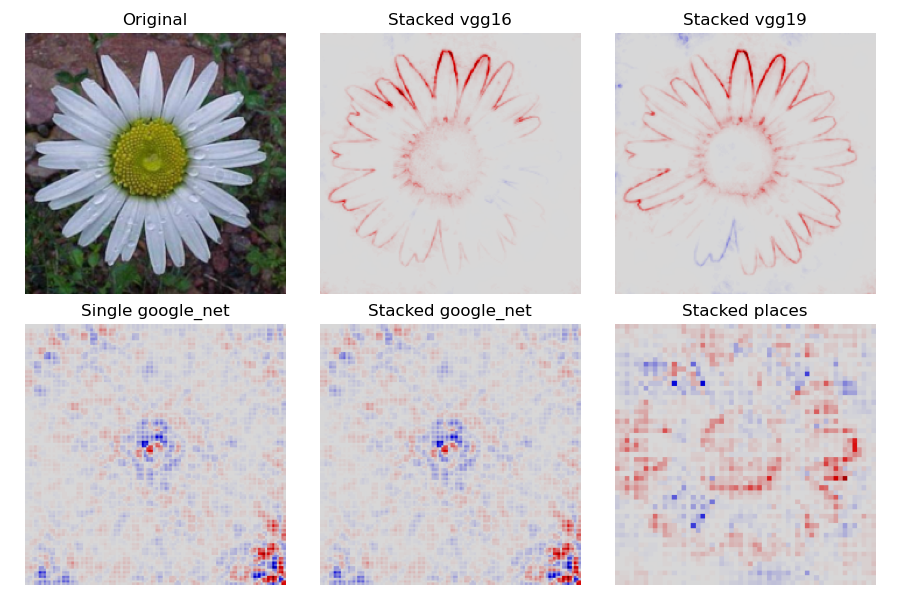 Original
Stacked vgg16
Stacked vgg19
Single google_net
Stacked google_net
Stacked places